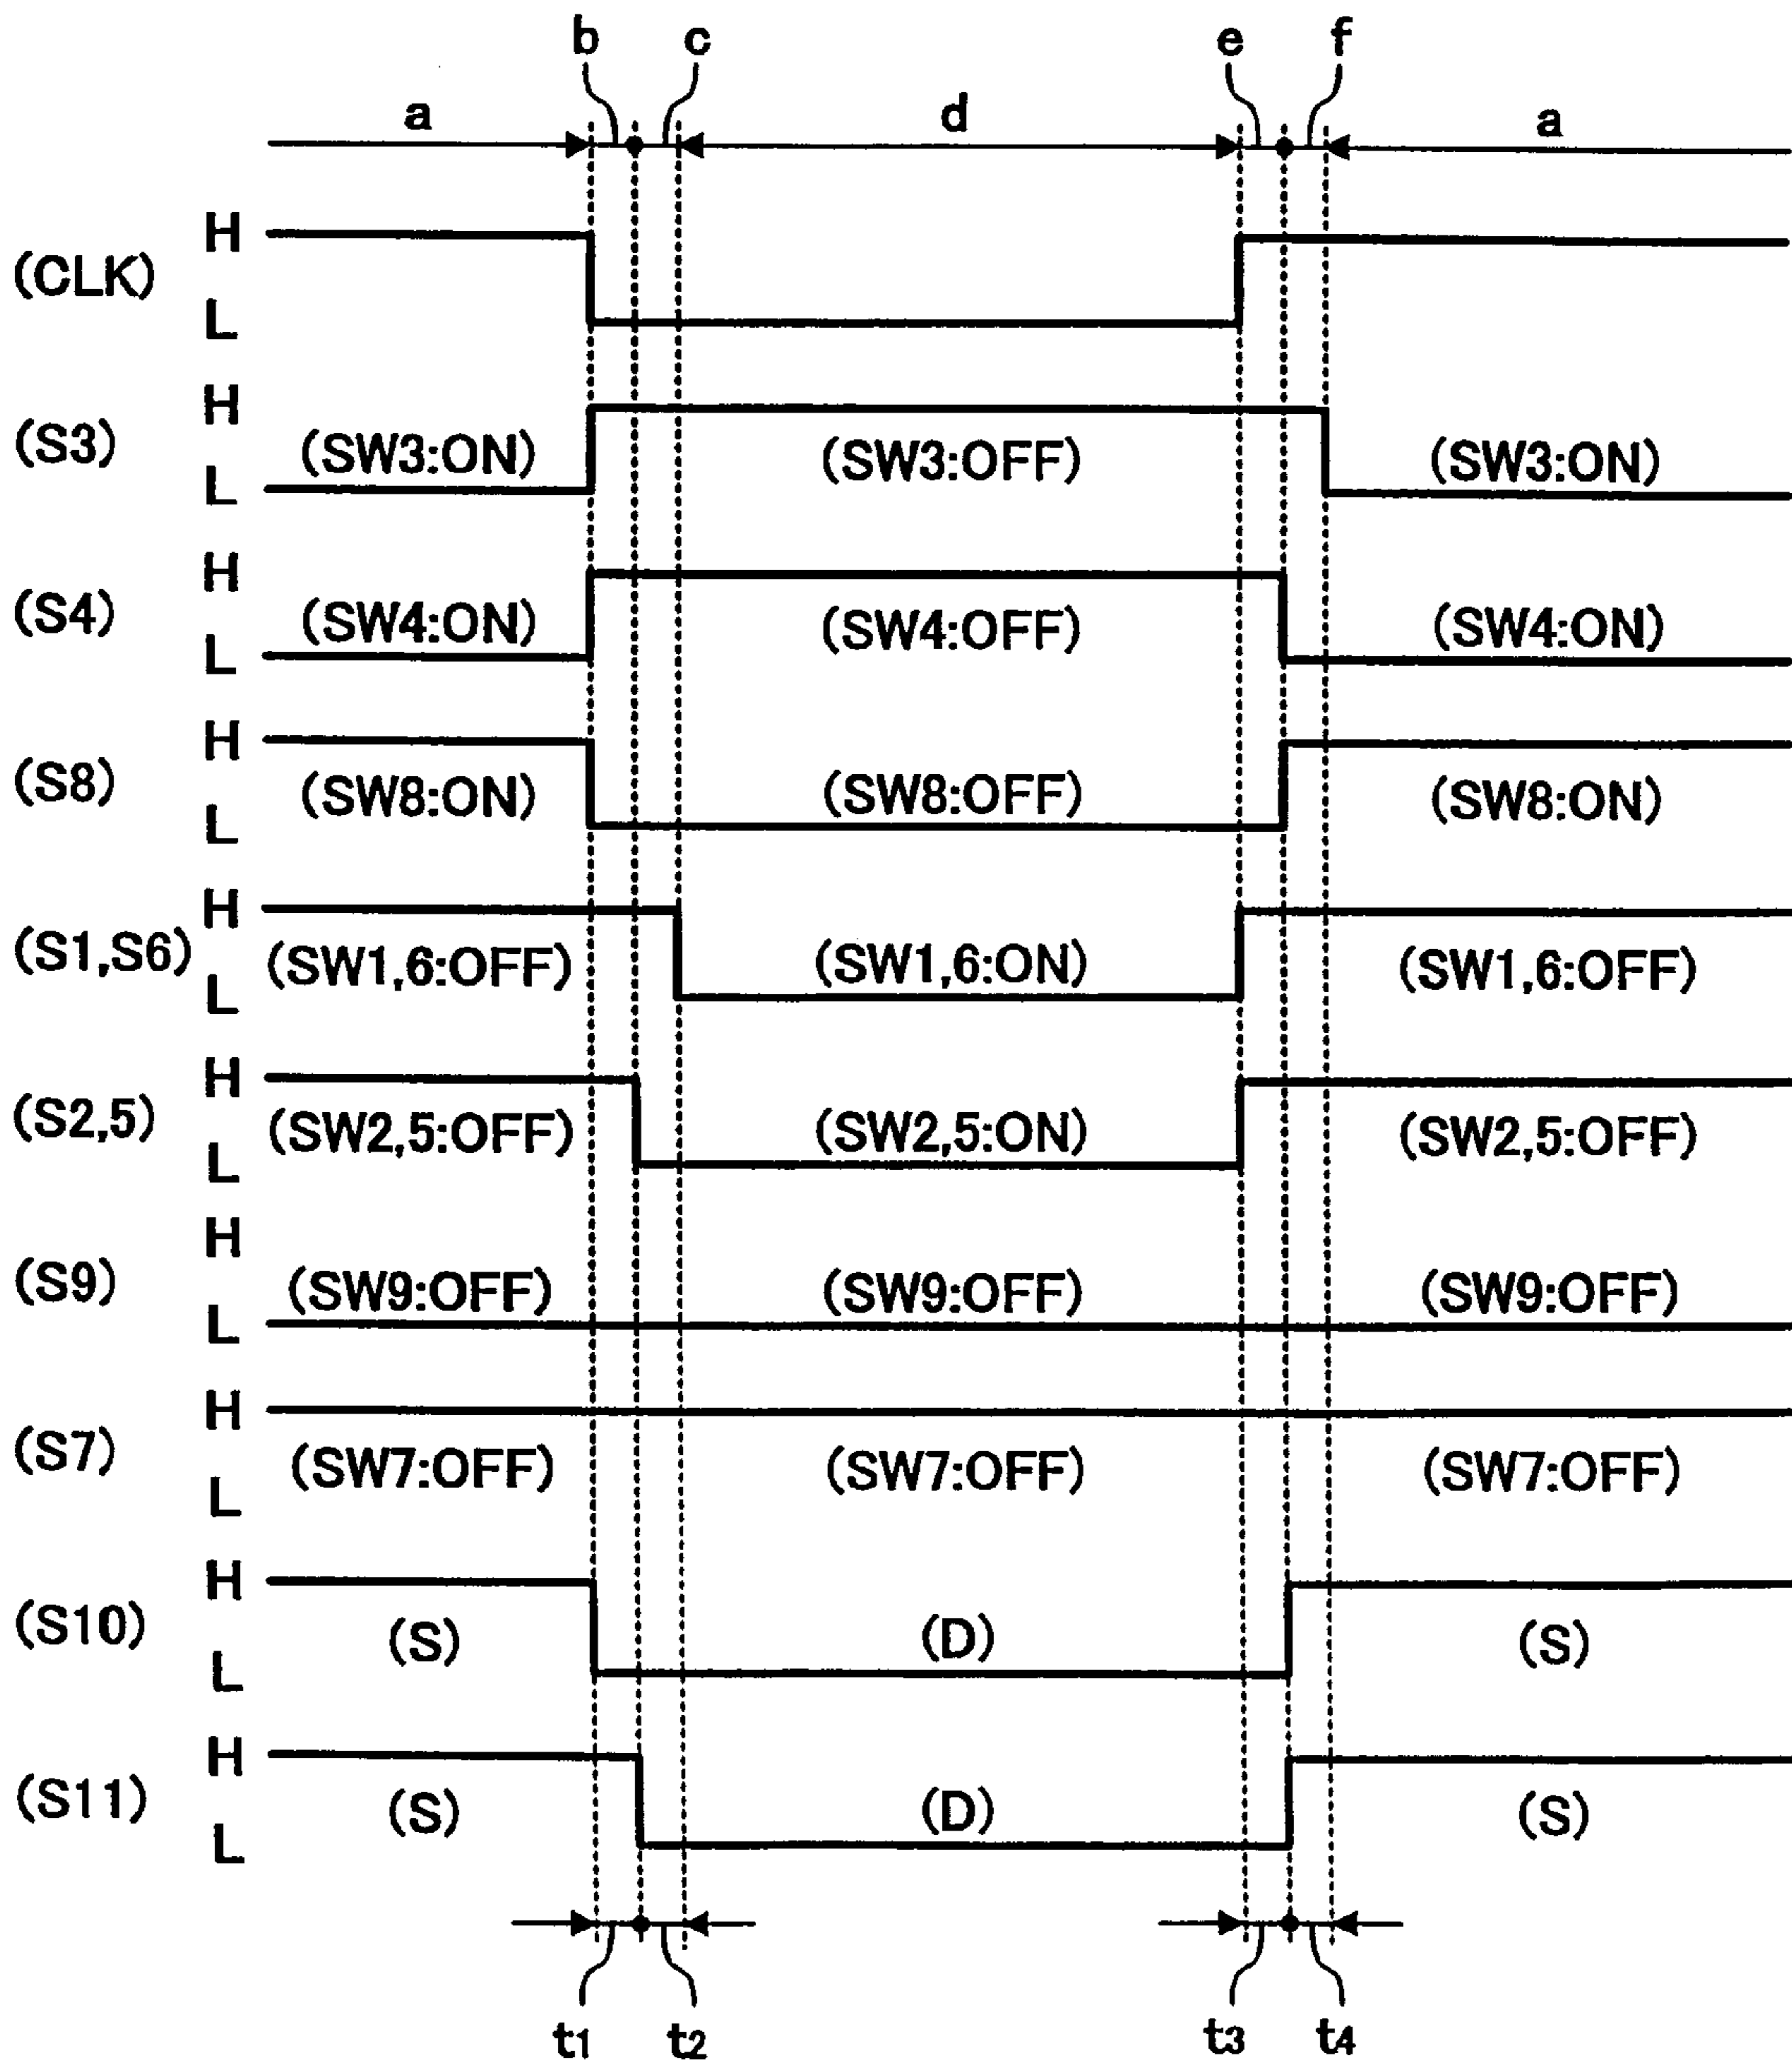 b c e f
a d a
(CLK) H
L
(S3) H
L (SW3:ON) (SW3:OFF) (SW3:ON)
(S4) H
L (SW4:ON) (SW4:OFF) (SW4:ON)
(S8) H
L (SW8:ON) (SW8:OFF) (SW8:ON)
(S1,S6) H
L (SW1,6:OFF) (SW1,6:ON) (SW1,6:OFF)
(S2,5) H
L (SW2,5:OFF) (SW2,5:ON) (SW2,5:OFF)
(S9) H
L (SW9:OFF) (SW9:OFF) (SW9:OFF)
(S7) H
L (SW7:OFF) (SW7:OFF) (SW7:OFF)
(S10) H
L (S) (D) (S)
(S11) H
L (S) (D) (S)
t1 t2 t3 t4